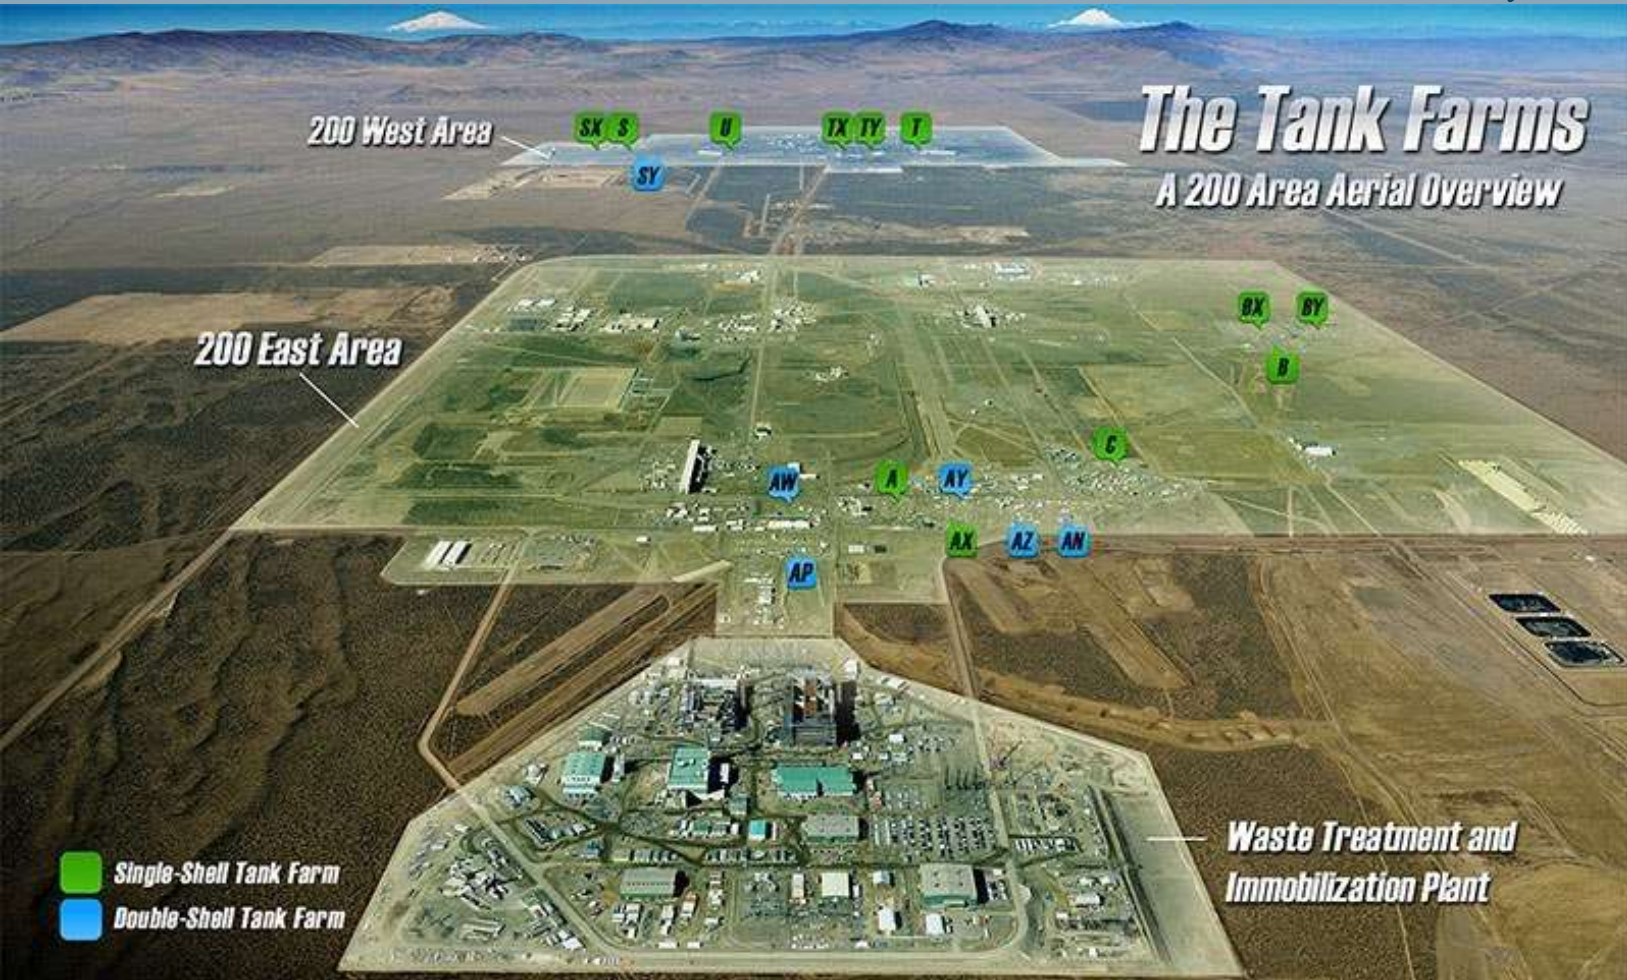 The Tank Farms
A 200 Area Aerial Overview
200 West Area
SX S U TX TY T
SY
200 East Area
BX BY
B
C
AW A AY
AX AZ AN
AP
Waste Treatment and
Immobilization Plant
Single-Shell Tank Farm
Double-Shell Tank Farm